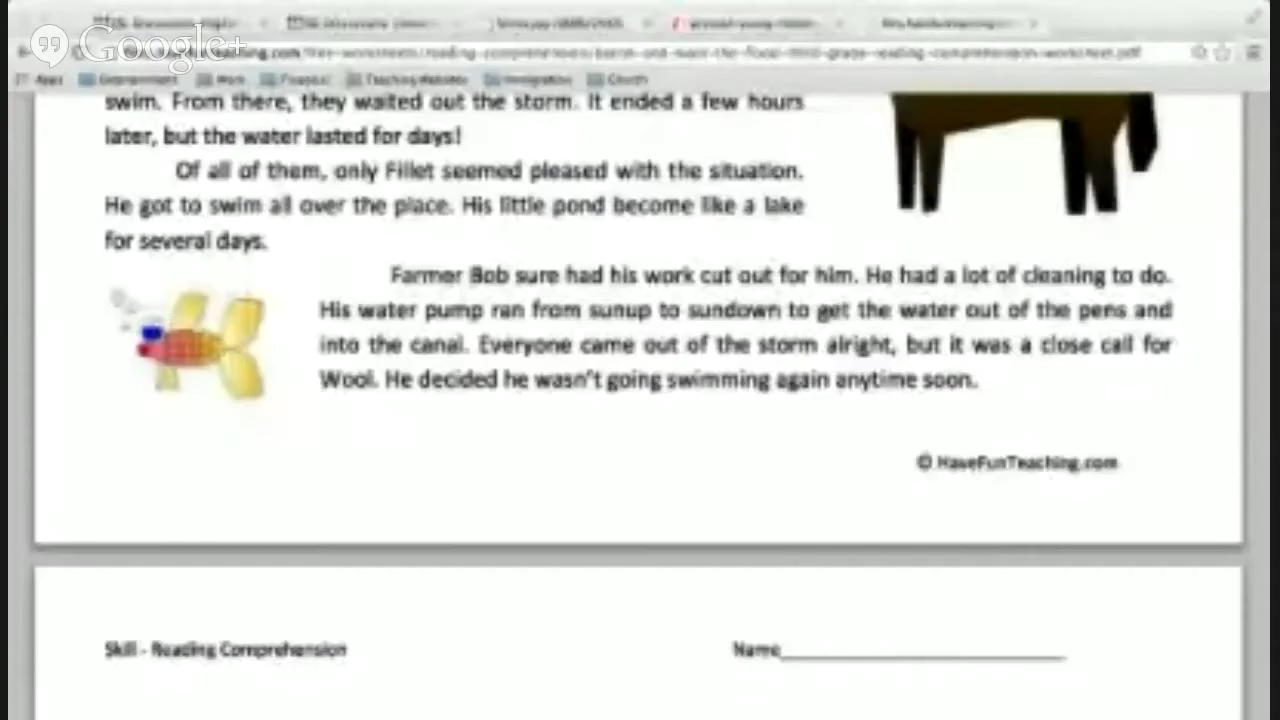 Google+
swim. From there, they waited out the storm. It ended a few hours
later, but the water lasted for days!
Of all of them, only Fillet seemed pleased with the situation.
He got to swim all over the place. His little pond become like a lake
for several days.
Farmer Bob sure had his work cut out for him. He had a lot of cleaning to do.
His water pump ran from sunup to sundown to get the water out of the pens and
into the canal. Everyone came out of the storm alright, but it was a close call for
Wool. He decided he wasn't going swimming again anytime soon.
© HaveFunTeaching.com
Skill - Reading Comprehension
Name